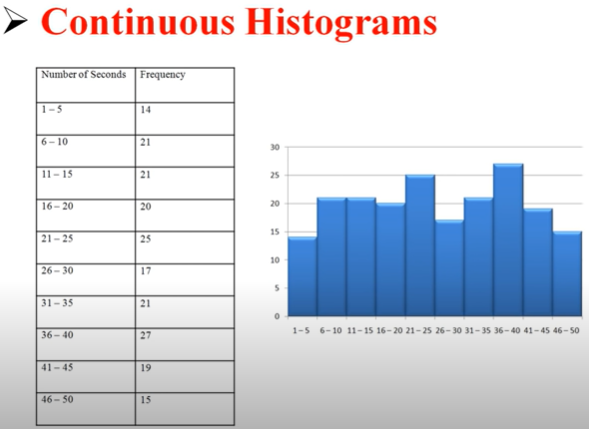 Continuous Histograms
Number of Seconds Frequency
1 – 5 14
6 – 10 21
11 – 15 21
16 – 20 20
21 – 25 25
26 – 30 17
31 – 35 21
36 – 40 27
41 – 45 19
46 – 50 15
30
25
20
15
10
5
0
1 – 5 6 – 10 11 – 15 16 – 20 21 – 25 26 – 30 31 – 35 36 – 40 41 – 45 46 – 50